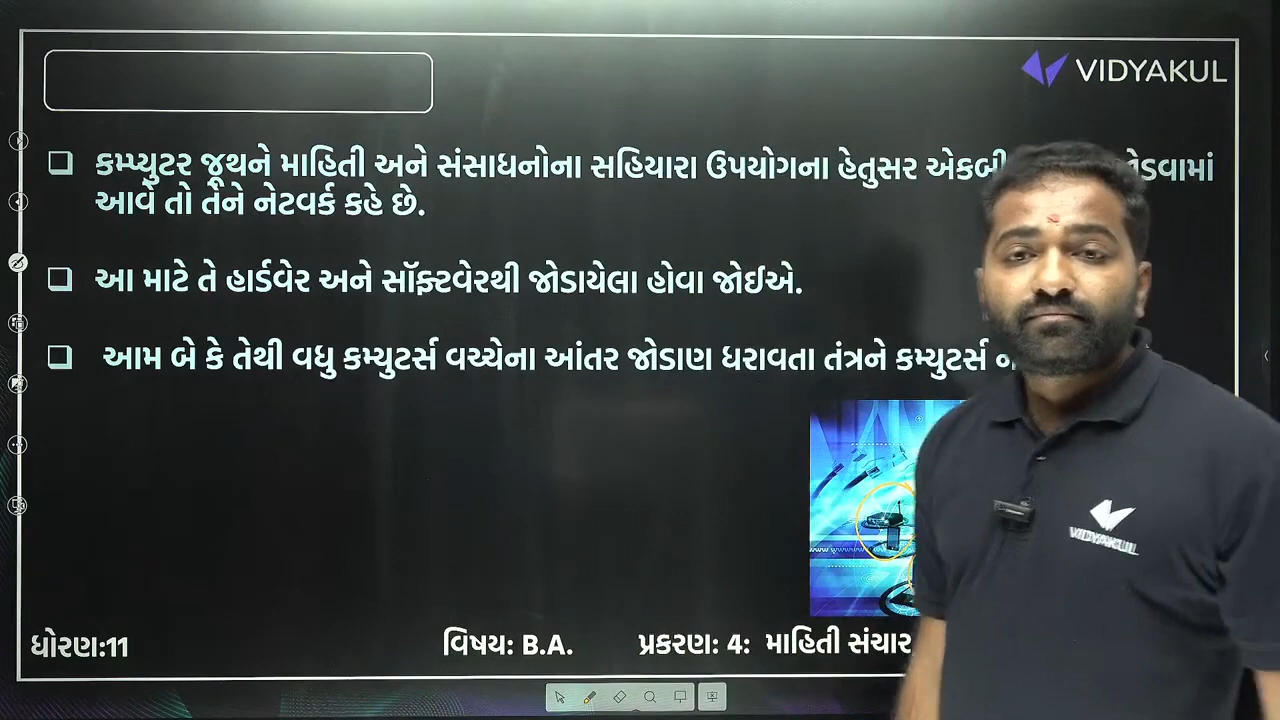 VIDYAKUL
❑ કમ્પ્યુટર જૂથને માહિતી અને સંસાધનોના સહિયારા ઉપયોગના હેતુસર
આવે તો તેને નેટવર્ક કહે છે.
❑ આ માટે તે હાર્ડવેર અને સૉફ્ટવેરથી જોડાયેલા હોવા જોઈએ.
❑ આમ બે કે તેથી વધુ કમ્યુટર્સ વચ્ચેના આંતર જોડાણ ધરાવતા તંત્રને કમ્યુટર્સ
VIDYAKUL
ધોરણ:11 વિષય: B.A. પ્રકરણ: 4: માહિતી સંચાર